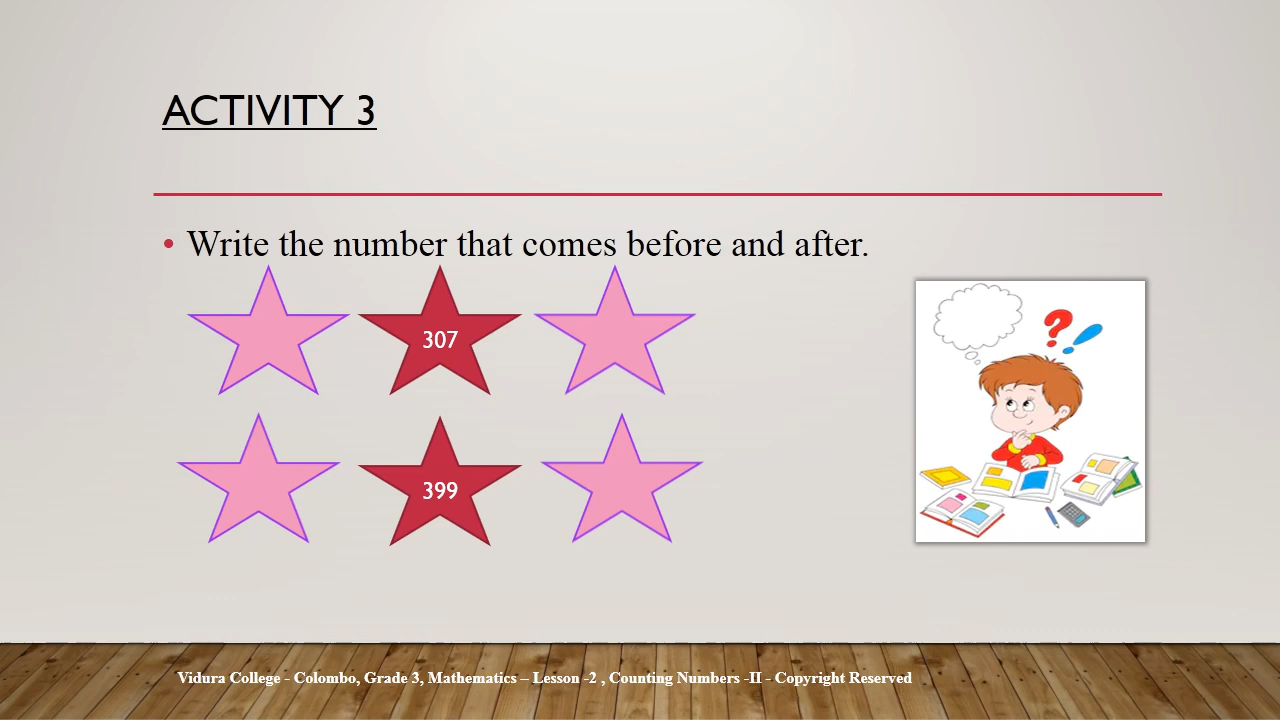 ACTIVITY 3
• Write the number that comes before and after.
307
399
Vidura College - Colombo, Grade 3, Mathematics – Lesson -2 , Counting Numbers -II - Copyright Reserved